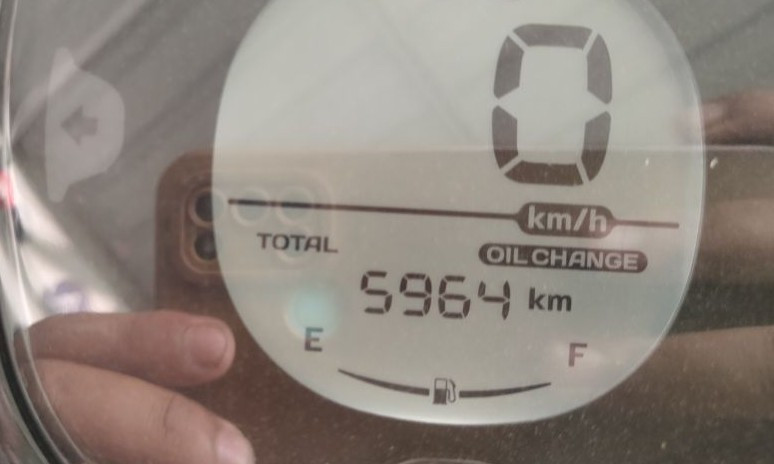 0
km/h
TOTAL
OIL CHANGE
5964 km
E F